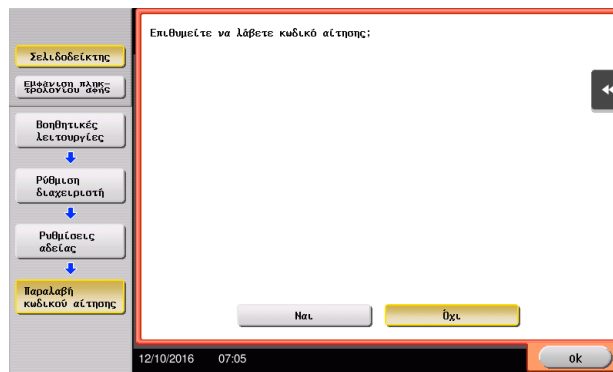 Επιθυμείτε να λάβετε κωδικό αίτησης;
Σελιδοδείκτης
Εμφάνιση πληκ-
τρολογίου αφής
Βοηθητικές
λειτουργίες
Ρύθμιση
διαχειριστή
Ρυθμίσεις
αδείας
Παραλαβή
κωδικού αίτησης
Ναι
Όχι
12/10/2016 07:05
Ok